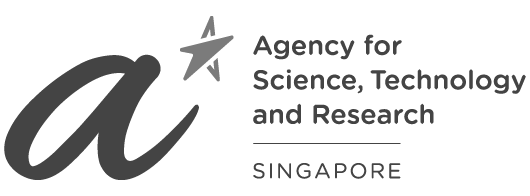 a
Agency for
Science, Technology
and Research
SINGAPORE